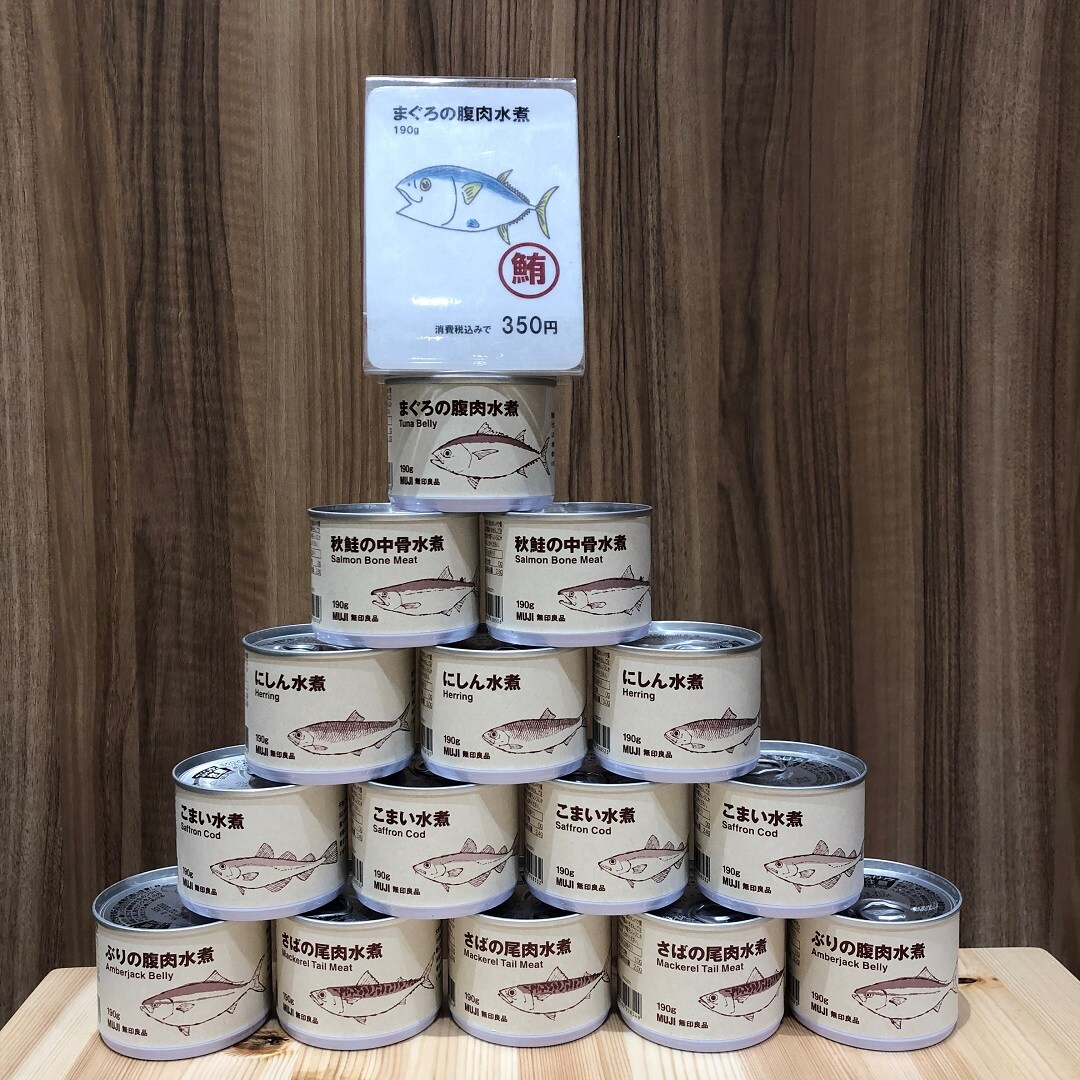 まぐろの腹肉水煮
190g
鮪
消費税込みで 350円
まぐろの腹肉水煮
Tuna Belly
190g
MUJI 無印良品
秋鮭の中骨水煮
Salmon Bone Meat
190g
MUJI 無印良品
秋鮭の中骨水煮
Salmon Bone Meat
190g
MUJI 無印良品
にしん水煮
Herring
190g
MUJI 無印良品
にしん水煮
Herring
190g
MUJI 無印良品
にしん水煮
Herring
190g
MUJI 無印良品
こまい水煮
Saffron Cod
190g
MUJI 無印良品
こまい水煮
Saffron Cod
190g
MUJI 無印良品
こまい水煮
Saffron Cod
190g
MUJI 無印良品
こまい水煮
Saffron Cod
190g
MUJI 無印良品
ぶりの腹肉水煮
Amberjack Belly
190g
MUJI 無印良品
さばの尾肉水煮
Mackerel Tail Meat
190g
MUJI 無印良品
さばの尾肉水煮
Mackerel Tail Meat
190g
MUJI 無印良品
さばの尾肉水煮
Mackerel Tail Meat
190g
MUJI 無印良品
ぶりの腹肉水煮
Amberjack Belly
190g
MUJI 無印良品